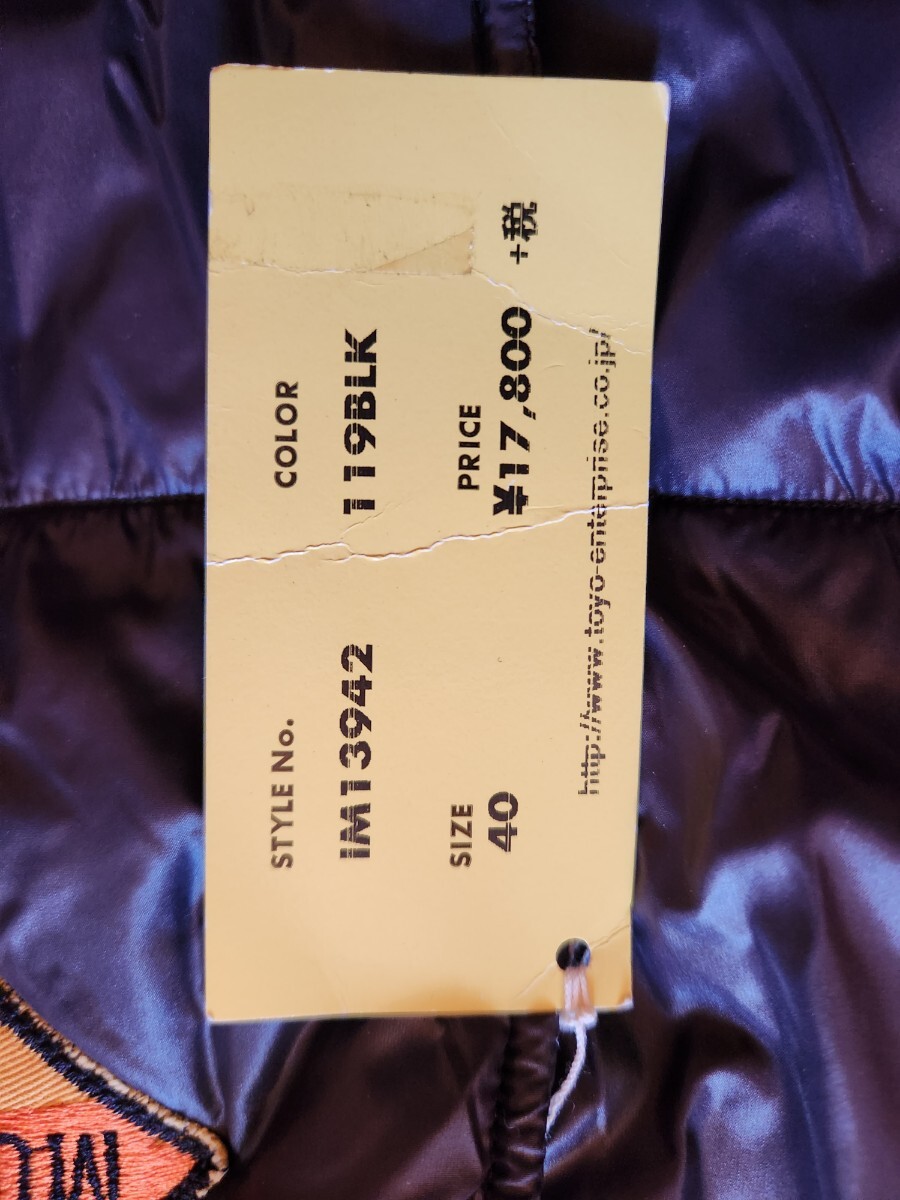 STYLE No. COLOR
IM13942 119BLK
SIZE PRICE
40 ¥17,800 +税
http://www.toyo-enterprise.co.jp/